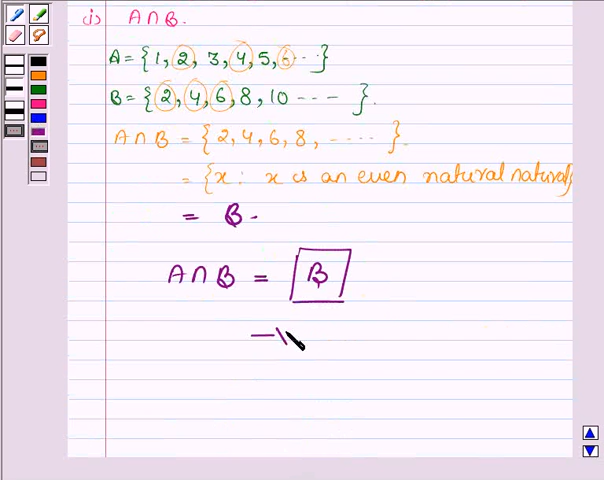 (i) A∩B.
A = {1, 2, 3, 4, 5, 6 ...}
B = {2, 4, 6, 8, 10 ----- }.
A∩B = {2, 4, 6, 8, ..... }.
= {x : x is an even natural natural}
= B.
A∩B = B